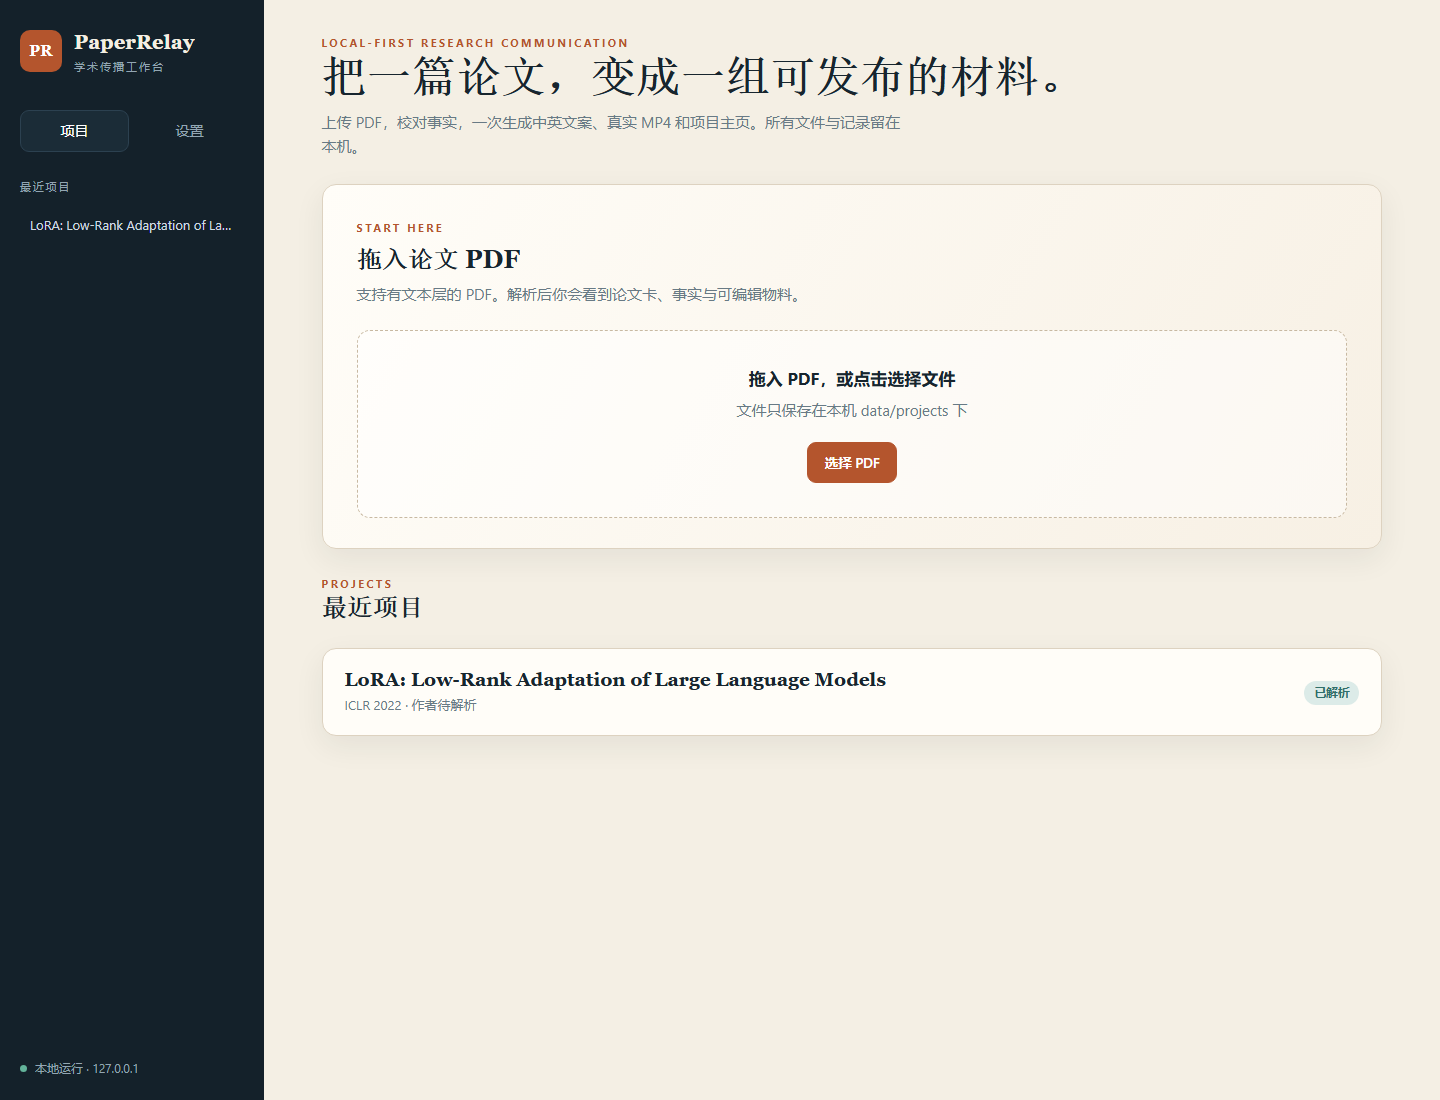 PR
PaperRelay
学术传播工作台
项目
设置
最近项目
LoRA: Low-Rank Adaptation of La...
本地运行 · 127.0.0.1
LOCAL-FIRST RESEARCH COMMUNICATION
把一篇论文，变成一组可发布的材料。
上传 PDF，校对事实，一次生成中英文案、真实 MP4 和项目主页。所有文件与记录留在
本机。
START HERE
拖入论文 PDF
支持有文本层的 PDF。解析后你会看到论文卡、事实与可编辑物料。
拖入 PDF，或点击选择文件
文件只保存在本机 data/projects 下
选择 PDF
PROJECTS
最近项目
LoRA: Low-Rank Adaptation of Large Language Models
ICLR 2022 · 作者待解析
已解析